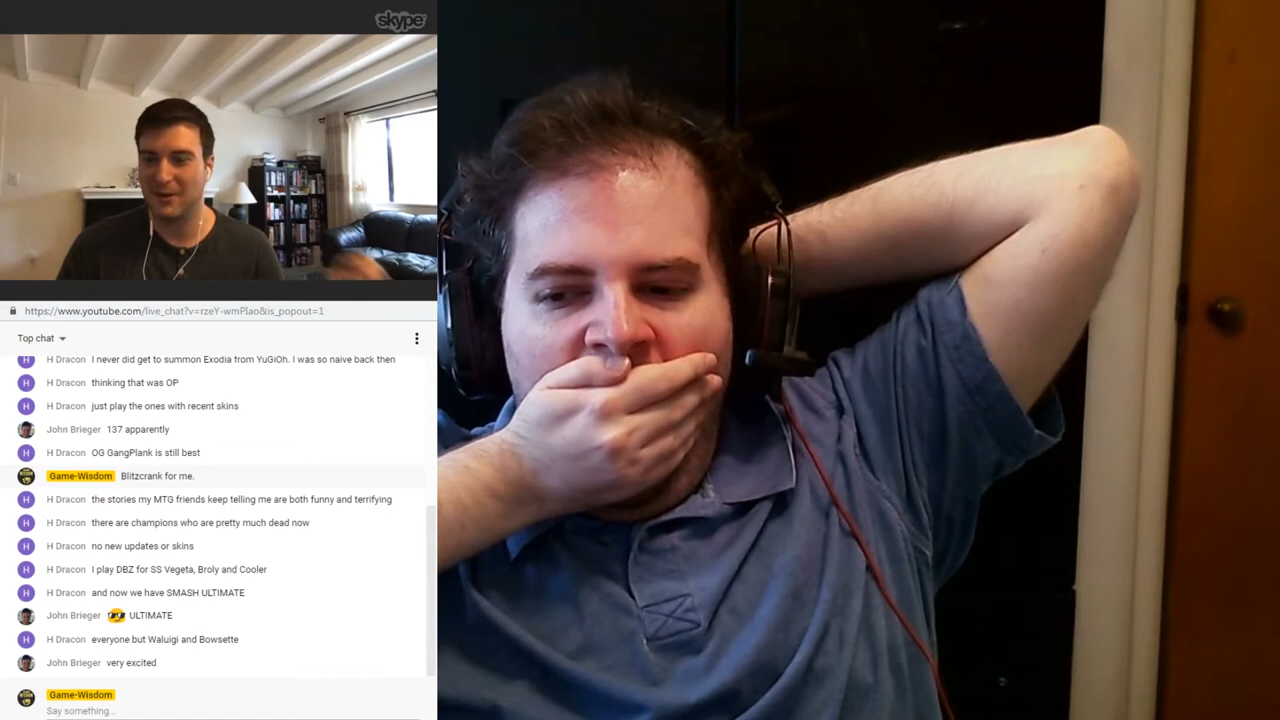 skype
https://www.youtube.com/live_chat?v=rzeY-wmPIao&is_popout=1
Top chat
H H Dracon I never did get to summon Exodia from YuGiOh. I was so naive back then
H H Dracon thinking that was OP
H H Dracon just play the ones with recent skins
John Brieger 137 apparently
H H Dracon OG GangPlank is still best
Game-Wisdom Blitzcrank for me.
H H Dracon the stories my MTG friends keep telling me are both funny and terrifying
H H Dracon there are champions who are pretty much dead now
H H Dracon no new updates or skins
H H Dracon I play DBZ for SS Vegeta, Broly and Cooler
H H Dracon and now we have SMASH ULTIMATE
John Brieger 😎 ULTIMATE
H H Dracon everyone but Waluigi and Bowsette
John Brieger very excited
Game-Wisdom
Say something...